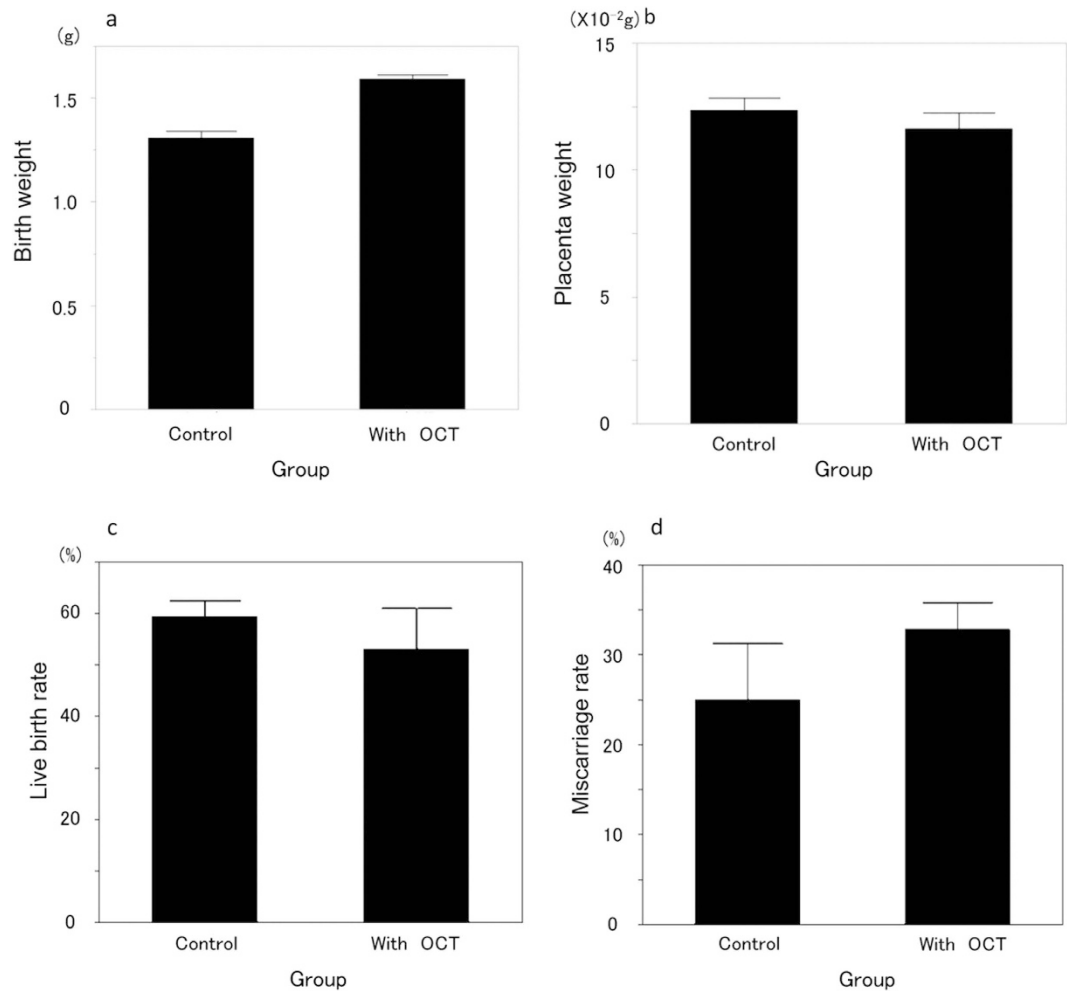 a
(g)
1.5
1.0
0.5
0
Birth weight
Control
With OCT
Group
(X10⁻²g)
b
15
10
5
0
Placenta weight
Control
With OCT
Group
c
(%)
60
40
20
0
Live birth rate
Control
With OCT
Group
d
(%)
40
30
20
10
0
Miscarriage rate
Control
With OCT
Group